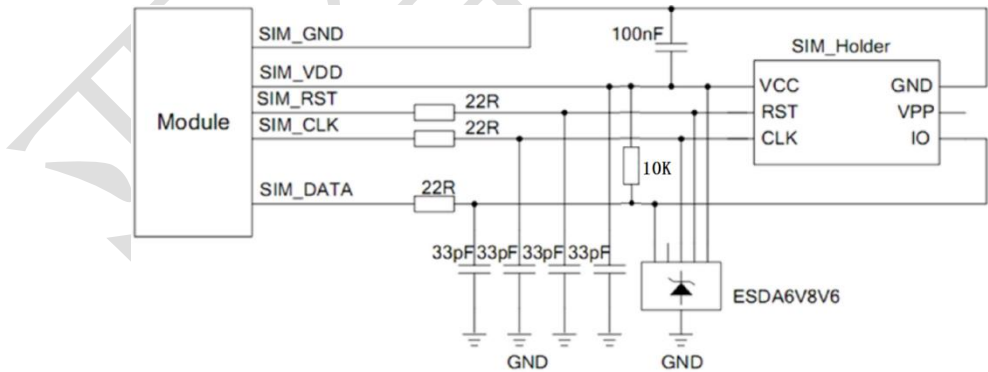 SIM_GND
100nF
SIM_Holder
SIM_VDD
VCC
GND
SIM_RST
22R
RST
VPP
Module
SIM_CLK
22R
CLK
IO
10K
SIM_DATA
22R
33pF 33pF 33pF 33pF
ESDA6V8V6
GND
GND